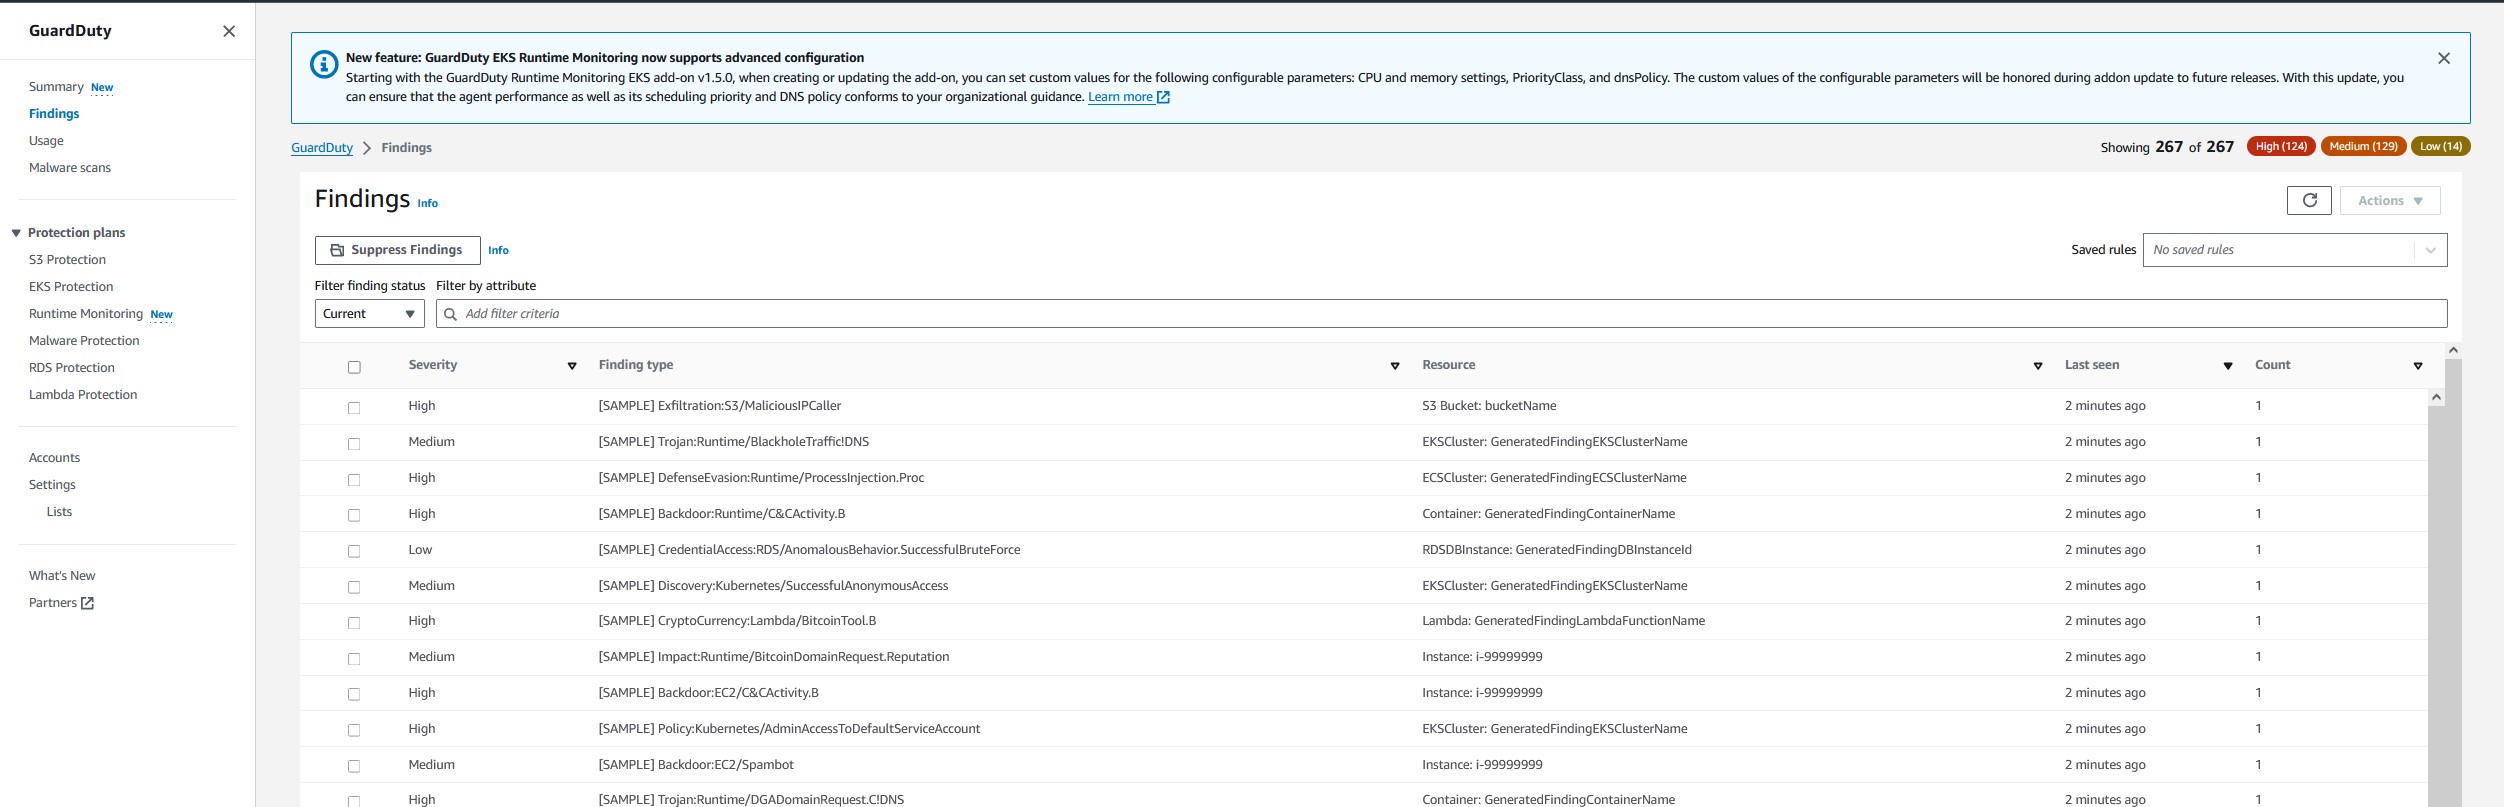 GuardDuty
Summary New
Findings
Usage
Malware scans
Protection plans
S3 Protection
EKS Protection
Runtime Monitoring New
Malware Protection
RDS Protection
Lambda Protection
Accounts
Settings
Lists
What's New
Partners
New feature: GuardDuty EKS Runtime Monitoring now supports advanced configuration
Starting with the GuardDuty Runtime Monitoring EKS add-on v1.5.0, when creating or updating the add-on, you can set custom values for the following configurable parameters: CPU and memory settings, PriorityClass, and dnsPolicy. The custom values of the configurable parameters will be honored during addon update to future releases. With this update, you
can ensure that the agent performance as well as its scheduling priority and DNS policy conforms to your organizational guidance. Learn more
GuardDuty Findings
Showing 267 of 267 High (124) Medium (129) Low (14)
Findings Info
Actions
Suppress Findings Info
Saved rules No saved rules
Filter finding status Filter by attribute
Current Add filter criteria
Severity Finding type Resource Last seen Count
High [SAMPLE] Exfiltration:S3/MaliciousIPCaller S3 Bucket: bucketName 2 minutes ago 1
Medium [SAMPLE] Trojan:Runtime/BlackholeTraffic!DNS EKSCluster: GeneratedFindingEKSClusterName 2 minutes ago 1
High [SAMPLE] DefenseEvasion:Runtime/ProcessInjection.Proc ECSCluster: GeneratedFindingECSClusterName 2 minutes ago 1
High [SAMPLE] Backdoor:Runtime/C&CActivity.B Container: GeneratedFindingContainerName 2 minutes ago 1
Low [SAMPLE] CredentialAccess:RDS/AnomalousBehavior.SuccessfulBruteForce RDSDBInstance: GeneratedFindingDBInstanceId 2 minutes ago 1
Medium [SAMPLE] Discovery:Kubernetes/SuccessfulAnonymousAccess EKSCluster: GeneratedFindingEKSClusterName 2 minutes ago 1
High [SAMPLE] CryptoCurrency:Lambda/BitcoinTool.B Lambda: GeneratedFindingLambdaFunctionName 2 minutes ago 1
Medium [SAMPLE] Impact:Runtime/BitcoinDomainRequest.Reputation Instance: i-99999999 2 minutes ago 1
High [SAMPLE] Backdoor:EC2/C&CActivity.B Instance: i-99999999 2 minutes ago 1
High [SAMPLE] Policy:Kubernetes/AdminAccessToDefaultServiceAccount EKSCluster: GeneratedFindingEKSClusterName 2 minutes ago 1
Medium [SAMPLE] Backdoor:EC2/Spambot Instance: i-99999999 2 minutes ago 1
High [SAMPLE] Trojan:Runtime/DGADomainRequest.C!DNS Container: GeneratedFindingContainerName 2 minutes ago 1